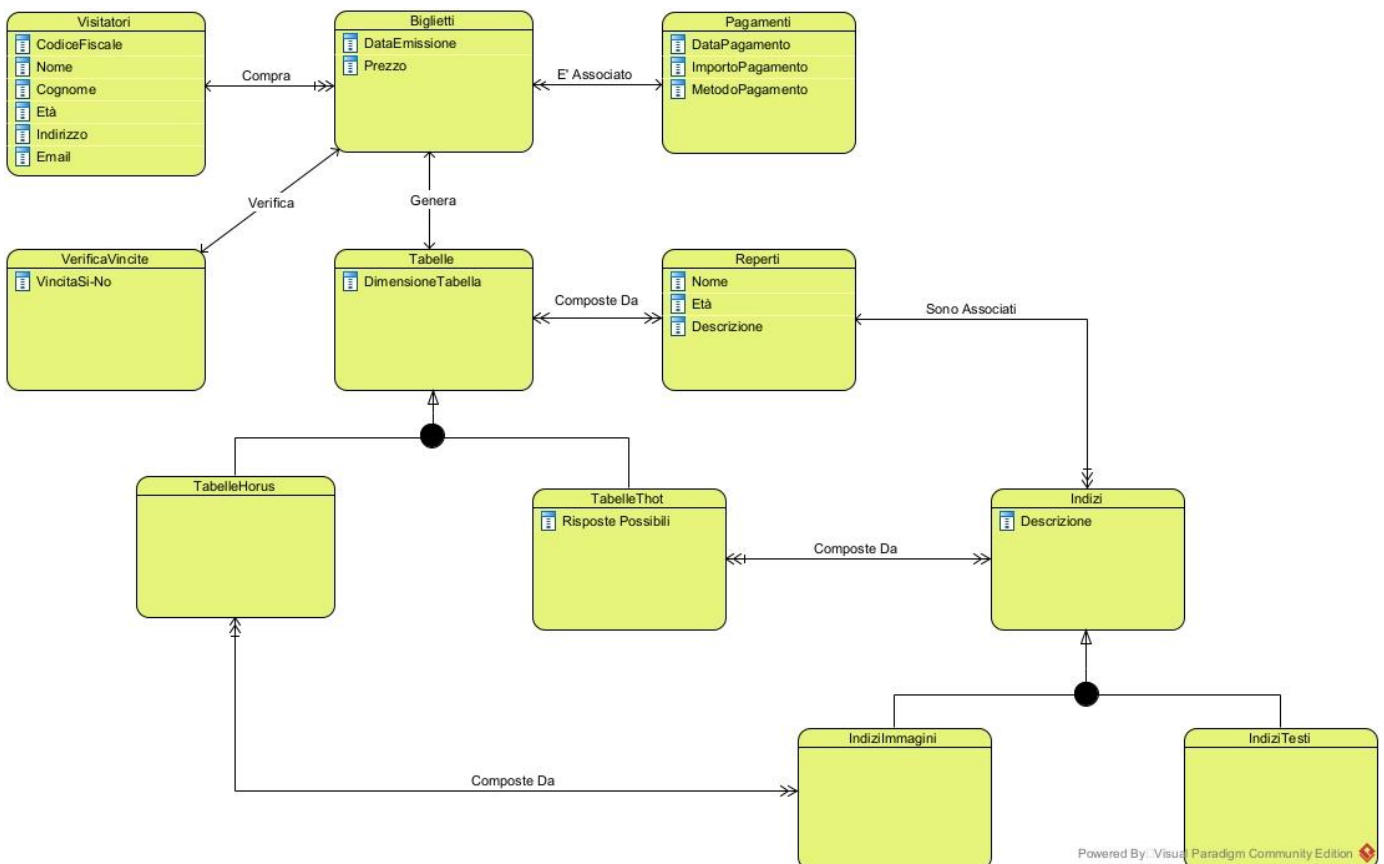 Visitatori
CodiceFiscale
Nome
Cognome
Età
Indirizzo
Email
Compra
Biglietti
DataEmissione
Prezzo
E' Associato
Pagamenti
DataPagamento
ImportoPagamento
MetodoPagamento
Verifica
Genera
VerificaVincite
VincitaSi-No
Tabelle
DimensioneTabella
Composte Da
Reperti
Nome
Età
Descrizione
Sono Associati
TabelleHorus
TabelleThot
Risposte Possibili
Composte Da
Indizi
Descrizione
Composte Da
IndiziImmagini
IndiziTesti
Powered By Visual Paradigm Community Edition